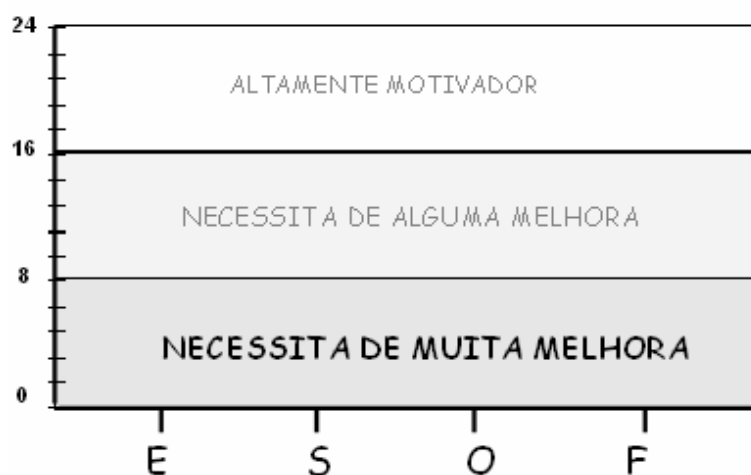 24
ALTAMENTE MOTIVADOR
16
NECESSITA DE ALGUMA MELHORA
8
NECESSITA DE MUITA MELHORA
0
E S O F